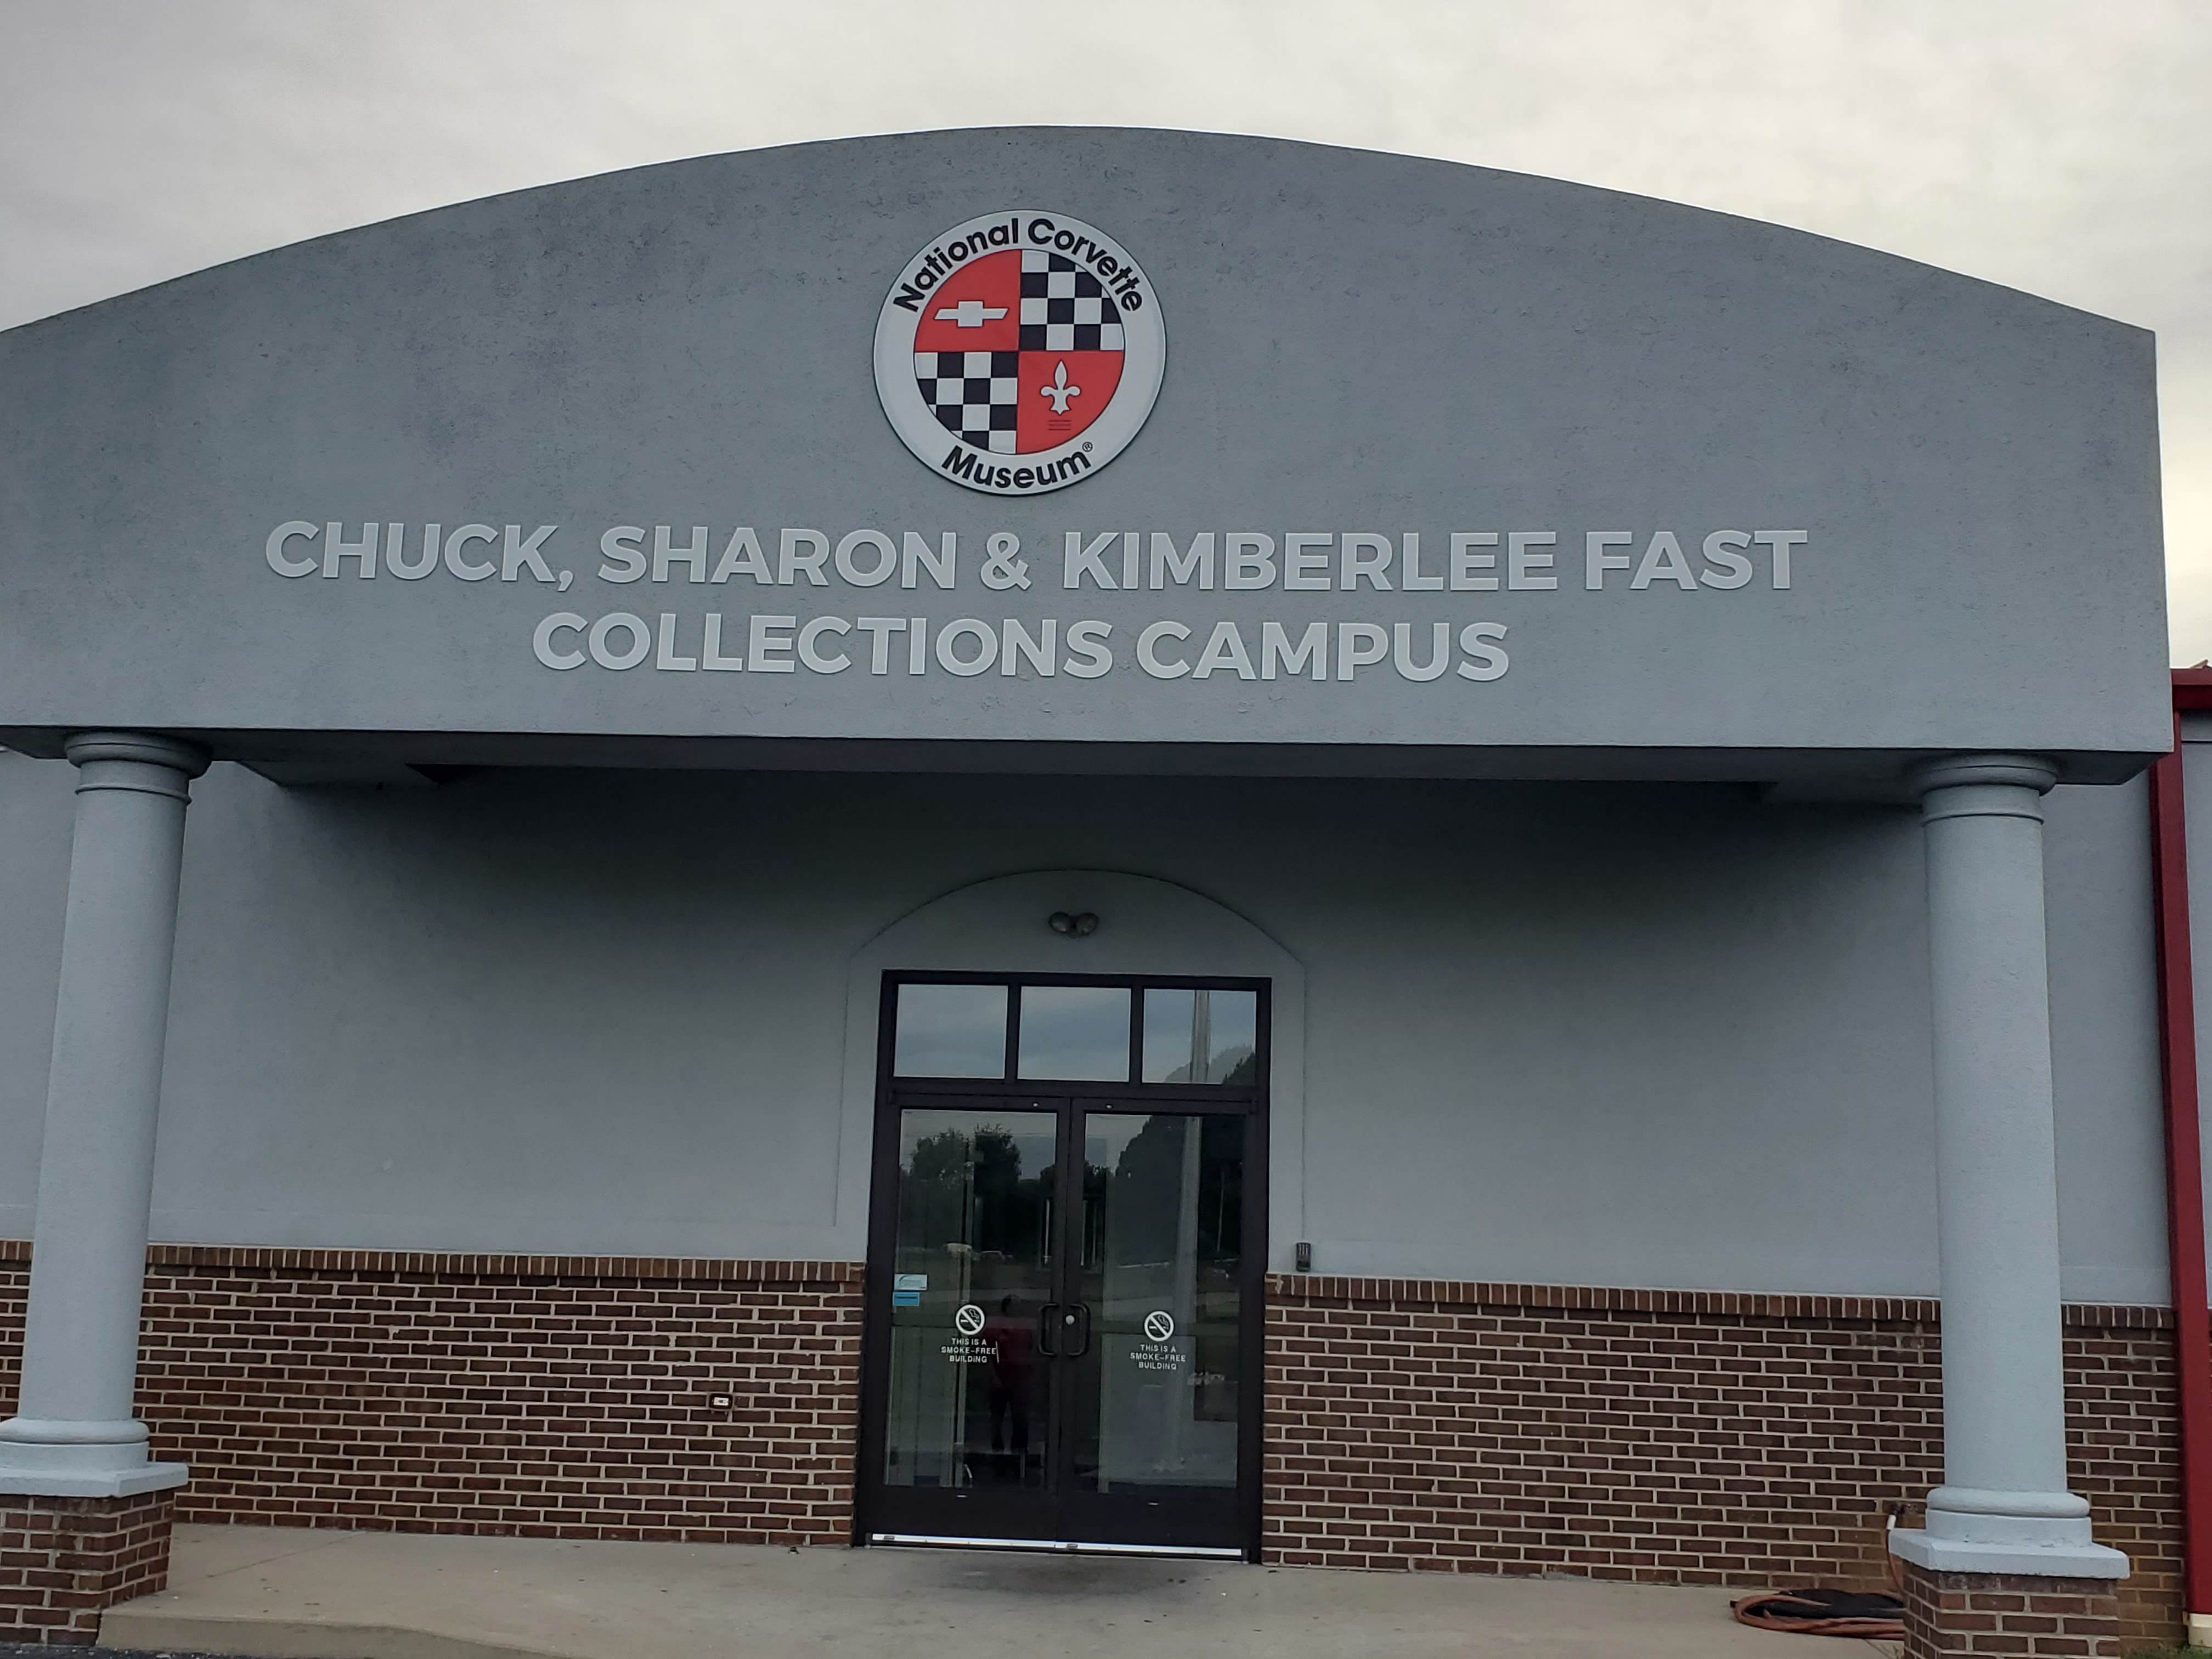 National Corvette
Museum®
CHUCK, SHARON & KIMBERLEE FAST
COLLECTIONS CAMPUS
THIS IS A
SMOKE-FREE
BUILDING
THIS IS A
SMOKE-FREE
BUILDING